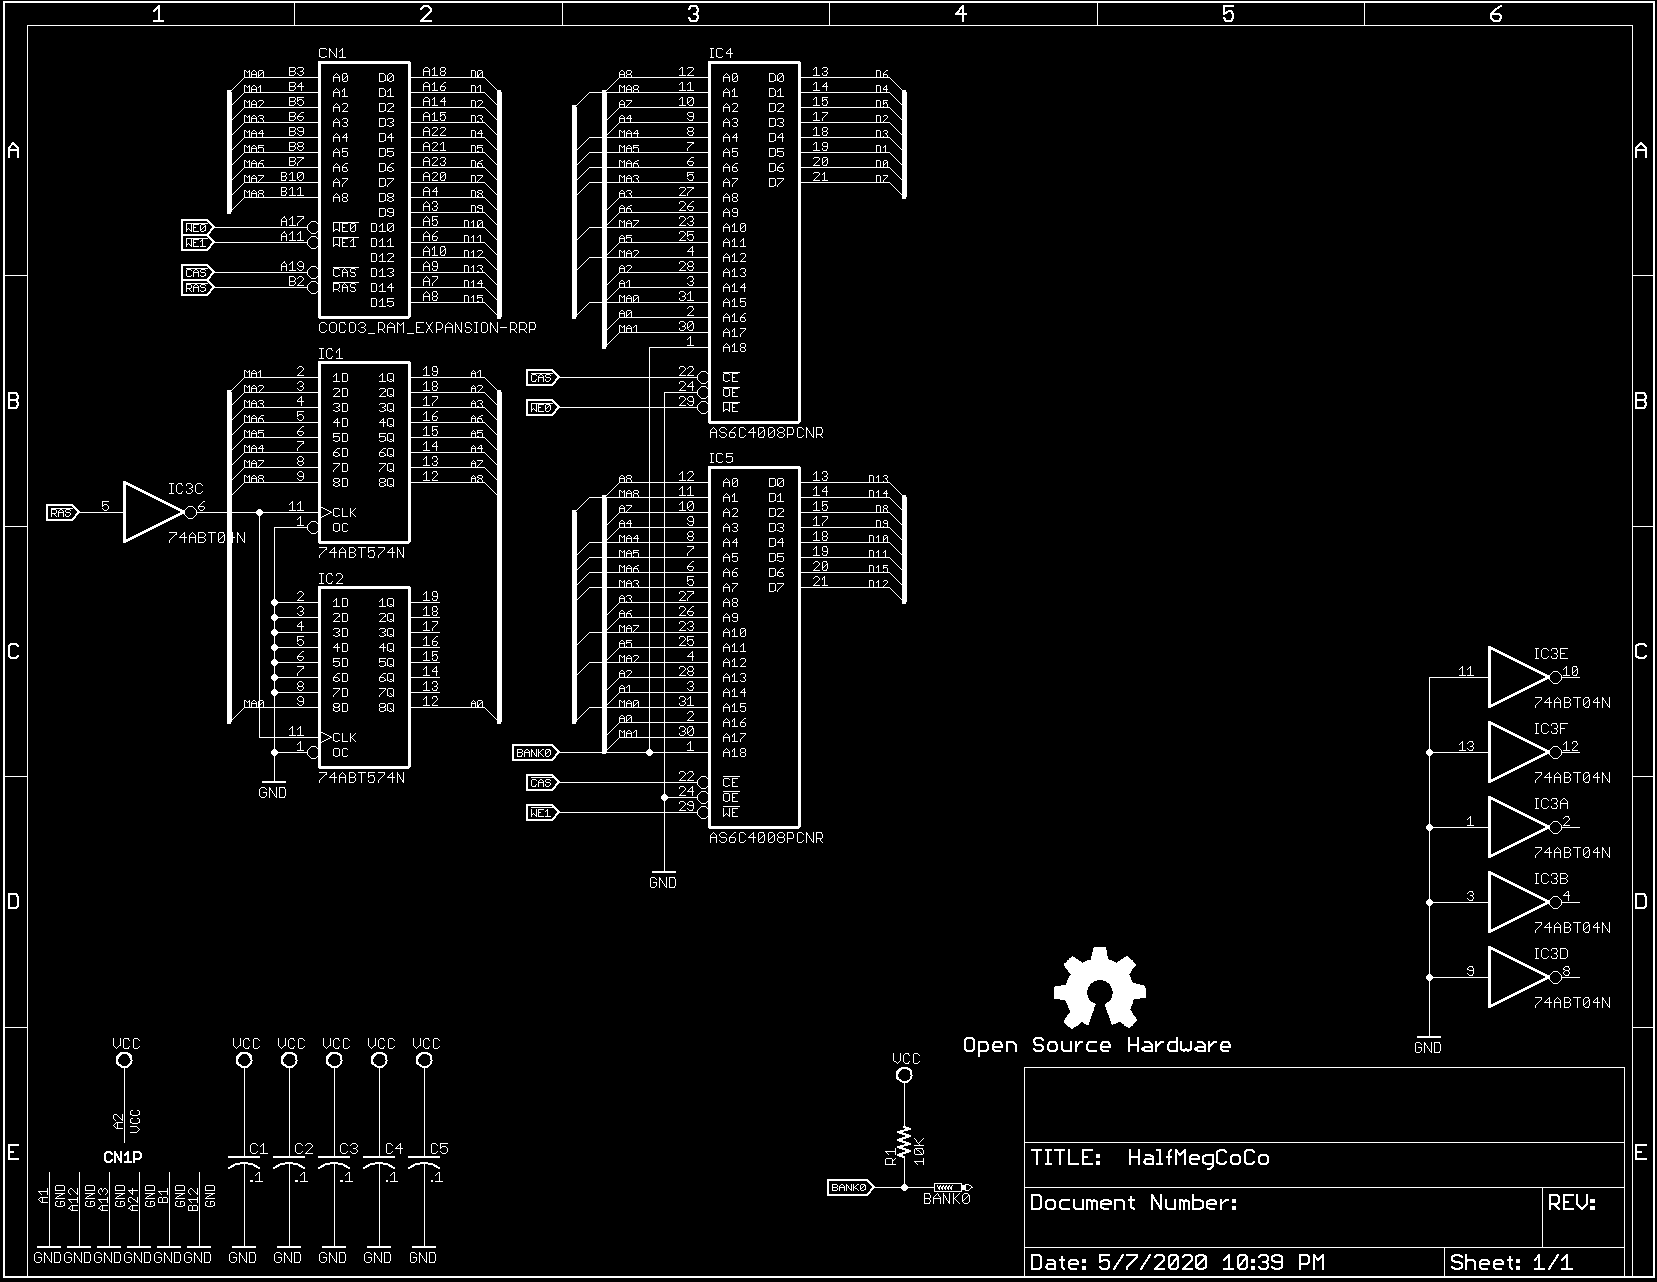 1 2 3 4 5 6
A B C D E
A B C D E
CN1
MA0 B3 A0 D0 A18 D0
MA1 B4 A1 D1 A16 D1
MA2 B5 A2 D2 A14 D2
MA3 B6 A3 D3 A15 D3
MA4 B9 A4 D4 A22 D4
MA5 B8 A5 D5 A21 D5
MA6 B7 A6 D6 A23 D6
MA7 B10 A7 D7 A20 D7
MA8 B11 A8 D8 A4 D8
D9 A3 D9
WE0 A17 WE0 D10 A5 D10
WE1 A11 WE1 D11 A6 D11
D12 A10 D12
CAS A19 CAS D13 A9 D13
RAS B2 RAS D14 A7 D14
D15 A8 D15
COCO3_RAM_EXPANSION-RRP
IC1
MA1 2 1D 1Q 19 A1
MA2 3 2D 2Q 18 A2
MA3 4 3D 3Q 17 A3
MA6 5 4D 4Q 16 A6
MA5 6 5D 5Q 15 A5
MA4 7 6D 6Q 14 A4
MA7 8 7D 7Q 13 A7
MA8 9 8D 8Q 12 A8
11 CLK
1 OC
74ABT574N
RAS 5 IC3C 6
74ABT04N
IC2
2 1D 1Q 19
3 2D 2Q 18
4 3D 3Q 17
5 4D 4Q 16
6 5D 5Q 15
7 6D 6Q 14
8 7D 7Q 13
MA0 9 8D 8Q 12 A0
11 CLK
1 OC
74ABT574N
GND
IC4
A8 12 A0 D0 13 D6
MA8 11 A1 D1 14 D4
A7 10 A2 D2 15 D5
A4 9 A3 D3 17 D2
MA4 8 A4 D4 18 D3
MA5 7 A5 D5 19 D1
MA6 6 A6 D6 20 D0
MA3 5 A7 D7 21 D7
A3 27 A8
A6 26 A9
MA7 23 A10
A5 25 A11
MA2 4 A12
A2 28 A13
A1 3 A14
MA0 31 A15
A0 2 A16
MA1 30 A17
1 A18
CAS 22 CE
24 OE
WE0 29 WE
AS6C4008PCNR
IC5
A8 12 A0 D0 13 D13
MA8 11 A1 D1 14 D14
A7 10 A2 D2 15 D8
A4 9 A3 D3 17 D9
MA4 8 A4 D4 18 D10
MA5 7 A5 D5 19 D11
MA6 6 A6 D6 20 D15
MA3 5 A7 D7 21 D12
A3 27 A8
A6 26 A9
MA7 23 A10
A5 25 A11
MA2 4 A12
A2 28 A13
A1 3 A14
MA0 31 A15
A0 2 A16
MA1 30 A17
BANK0 1 A18
CAS 22 CE
24 OE
WE1 29 WE
AS6C4008PCNR
GND
11 IC3E 10
74ABT04N
13 IC3F 12
74ABT04N
1 IC3A 2
74ABT04N
3 IC3B 4
74ABT04N
9 IC3D 8
74ABT04N
GND
Open Source Hardware
VCC VCC VCC VCC VCC VCC
A2 VCC
CN1P
A1 GND A12 GND A13 GND A24 GND B1 GND B12 GND
C1 C2 C3 C4 C5
.1 .1 .1 .1 .1
GND GND GND GND GND GND GND GND GND GND GND
VCC
R1 10K
BANK0 BANK0
TITLE: HalfMegCoCo
Document Number: REV:
Date: 5/7/2020 10:39 PM Sheet: 1/1